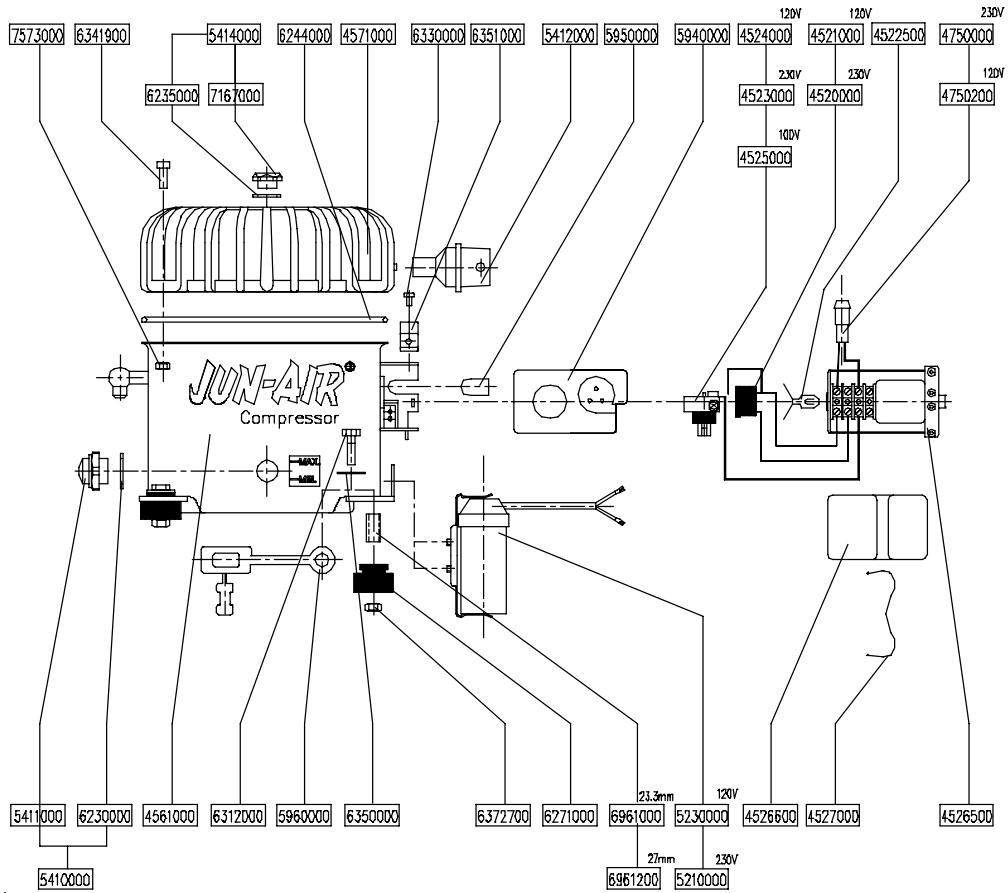 120V 120V 230V
7573000 6341900 5414000 6244000 4571000 6330000 6351000 5412000 5950000 5940000 4524000 4521000 4522500 4750000
230V 230V 120V
6235000 7167000 4523000 4520000 4750200
100V
4525000
JUN-AIR®
Compressor
MAX.
MIN.
23.3mm 120V
5411000 6230000 4561000 6312000 5960000 6350000 6372700 6271000 6961000 5230000 4526600 4527000 4526500
27mm 230V
5410000 6961200 5210000